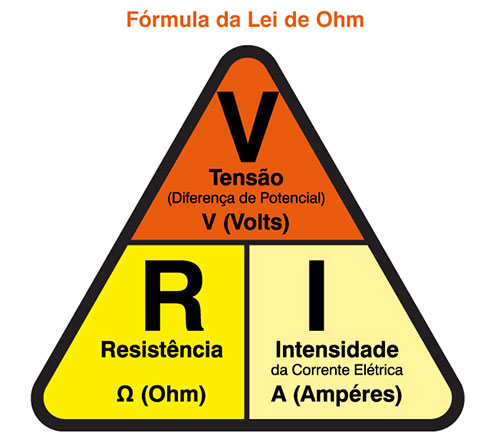 Fórmula da Lei de Ohm
V
Tensão
(Diferença de Potencial)
V (Volts)
R
Resistência
Ω (Ohm)
I
Intensidade
da Corrente Elétrica
A (Ampéres)